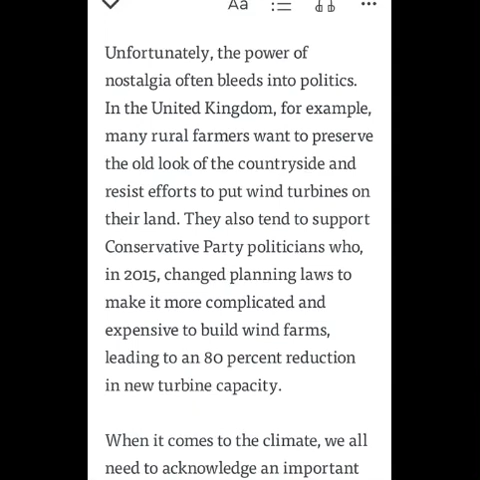 Aa
Unfortunately, the power of
nostalgia often bleeds into politics.
In the United Kingdom, for example,
many rural farmers want to preserve
the old look of the countryside and
resist efforts to put wind turbines on
their land. They also tend to support
Conservative Party politicians who,
in 2015, changed planning laws to
make it more complicated and
expensive to build wind farms,
leading to an 80 percent reduction
in new turbine capacity.
When it comes to the climate, we all
need to acknowledge an important